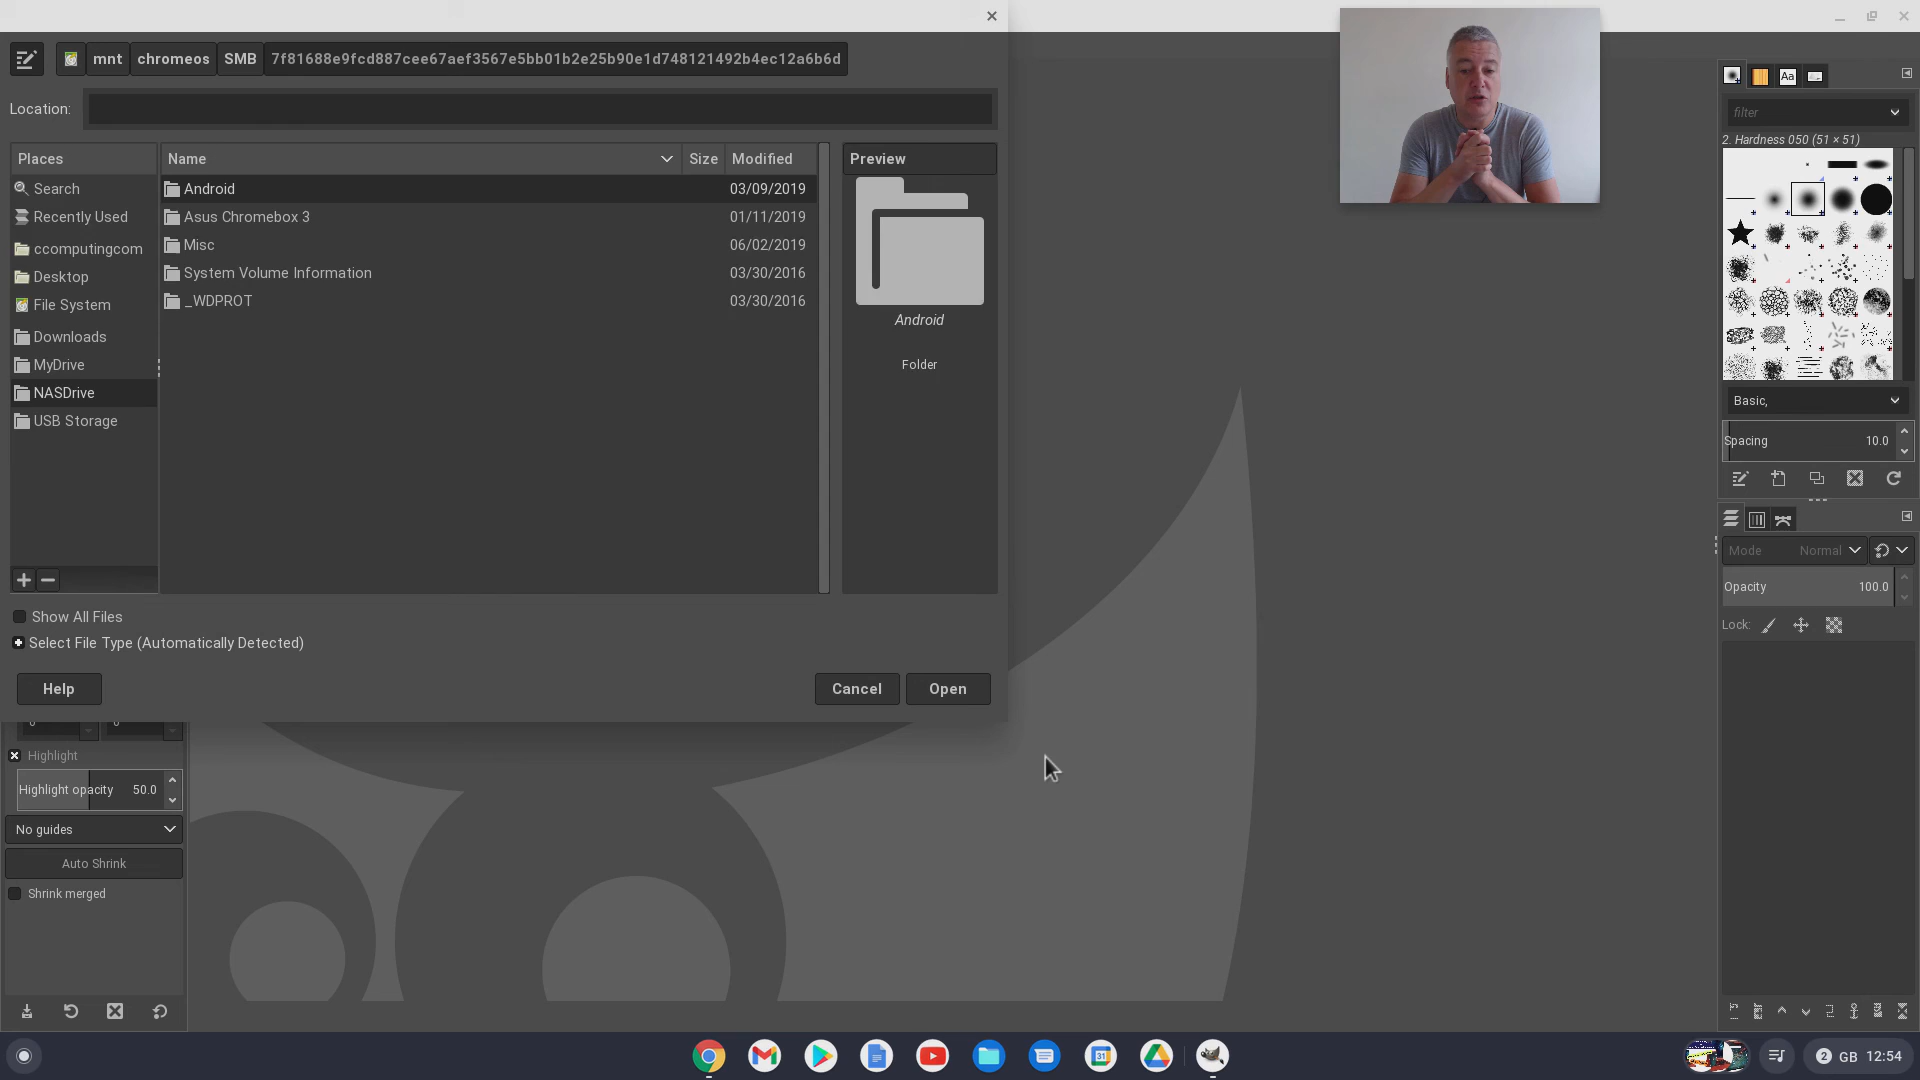 mnt chromeos SMB 7f81688e9fcd887cee67aef3567e5bb01b2e25b90e1d748121492b4ec12a6b6d
Location:
Places
Search
Recently Used
ccomputingcom
Desktop
File System
Downloads
MyDrive
NASDrive
USB Storage
Name Size Modified
Android 03/09/2019
Asus Chromebox 3 01/11/2019
Misc 06/02/2019
System Volume Information 03/30/2016
_WDPROT 03/30/2016
Preview
Android
Folder
Show All Files
Select File Type (Automatically Detected)
Help Cancel Open
Highlight
Highlight opacity 50.0
No guides
Auto Shrink
Shrink merged
Aa
filter
2. Hardness 050 (51 × 51)
Basic,
Spacing 10.0
Mode Normal
Opacity 100.0
Lock:
31
2 GB 12:54